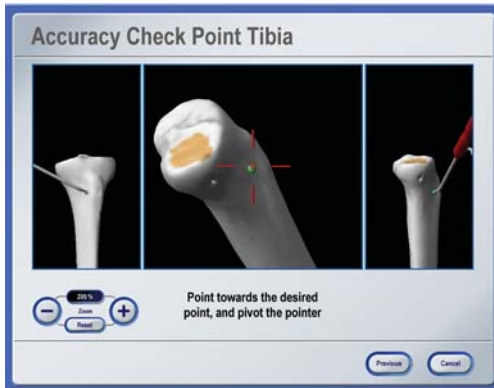 Accuracy Check Point Tibia
200 %
Zoom
Reset
Point towards the desired
point, and pivot the pointer
Previous
Cancel